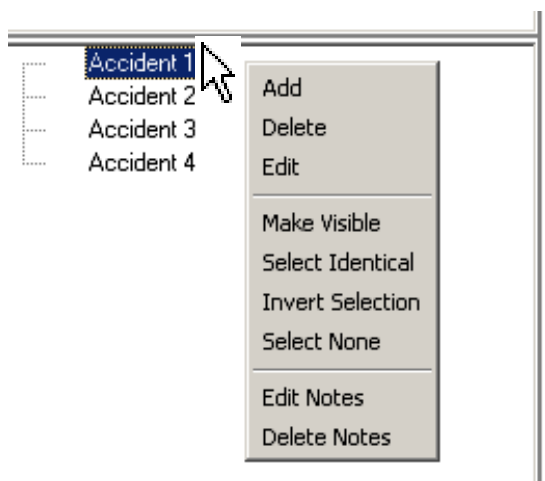 Accident 1
Accident 2
Accident 3
Accident 4
Add
Delete
Edit
Make Visible
Select Identical
Invert Selection
Select None
Edit Notes
Delete Notes